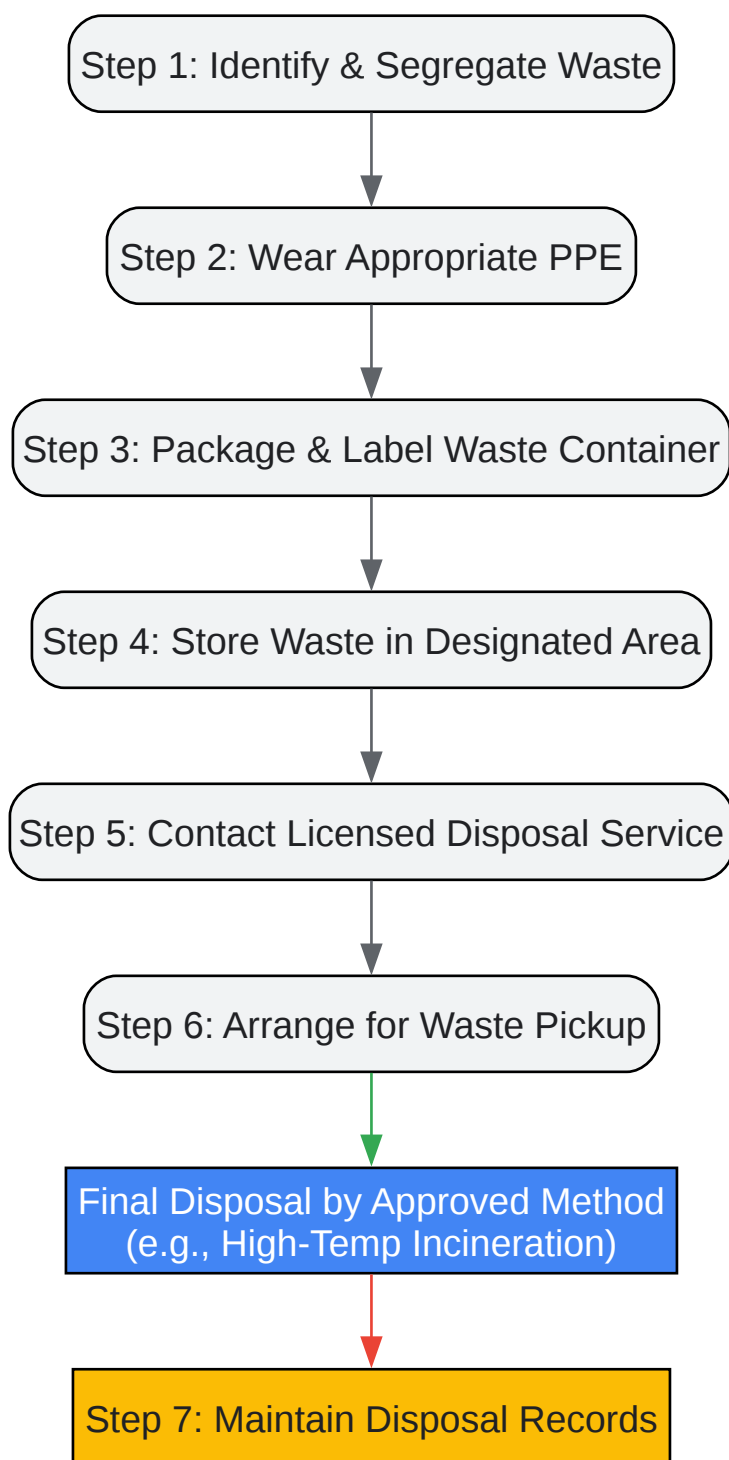 Step 1: Identify & Segregate Waste
Step 2: Wear Appropriate PPE
Step 3: Package & Label Waste Container
Step 4: Store Waste in Designated Area
Step 5: Contact Licensed Disposal Service
Step 6: Arrange for Waste Pickup
Final Disposal by Approved Method
(e.g., High-Temp Incineration)
Step 7: Maintain Disposal Records